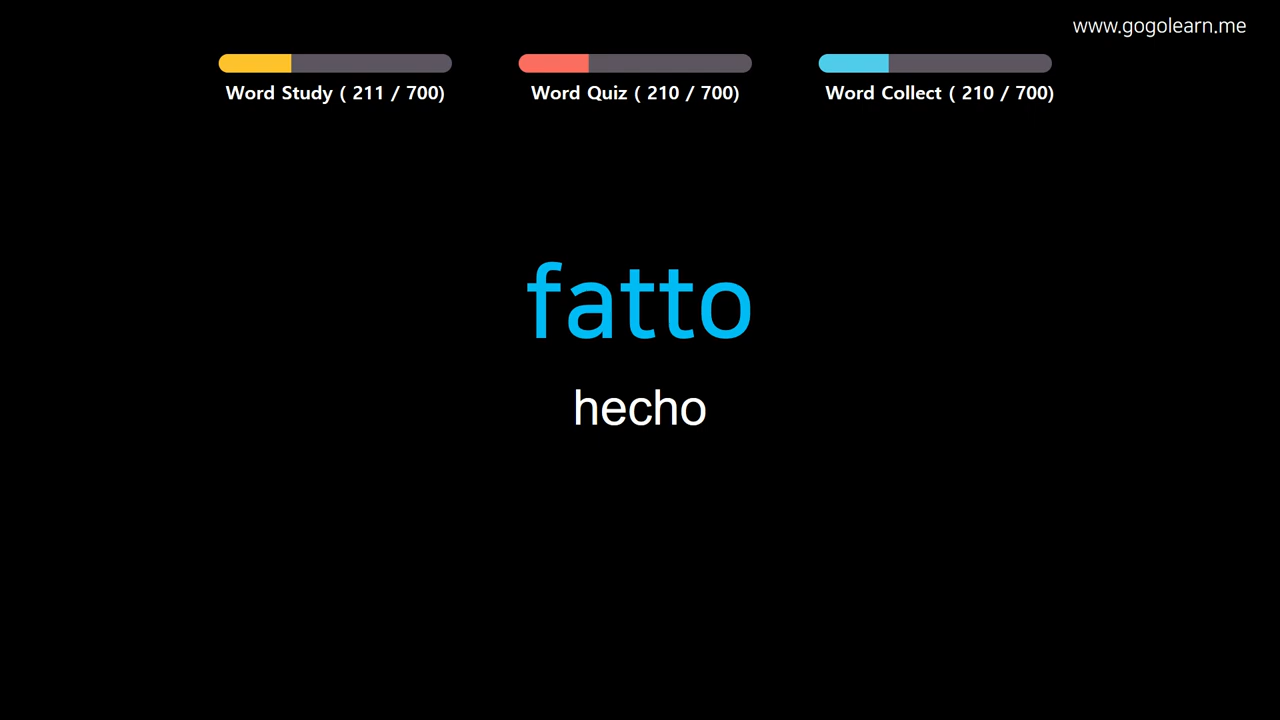 www.gogolearn.me
Word Study ( 211 / 700)
Word Quiz ( 210 / 700)
Word Collect ( 210 / 700)
fatto
hecho